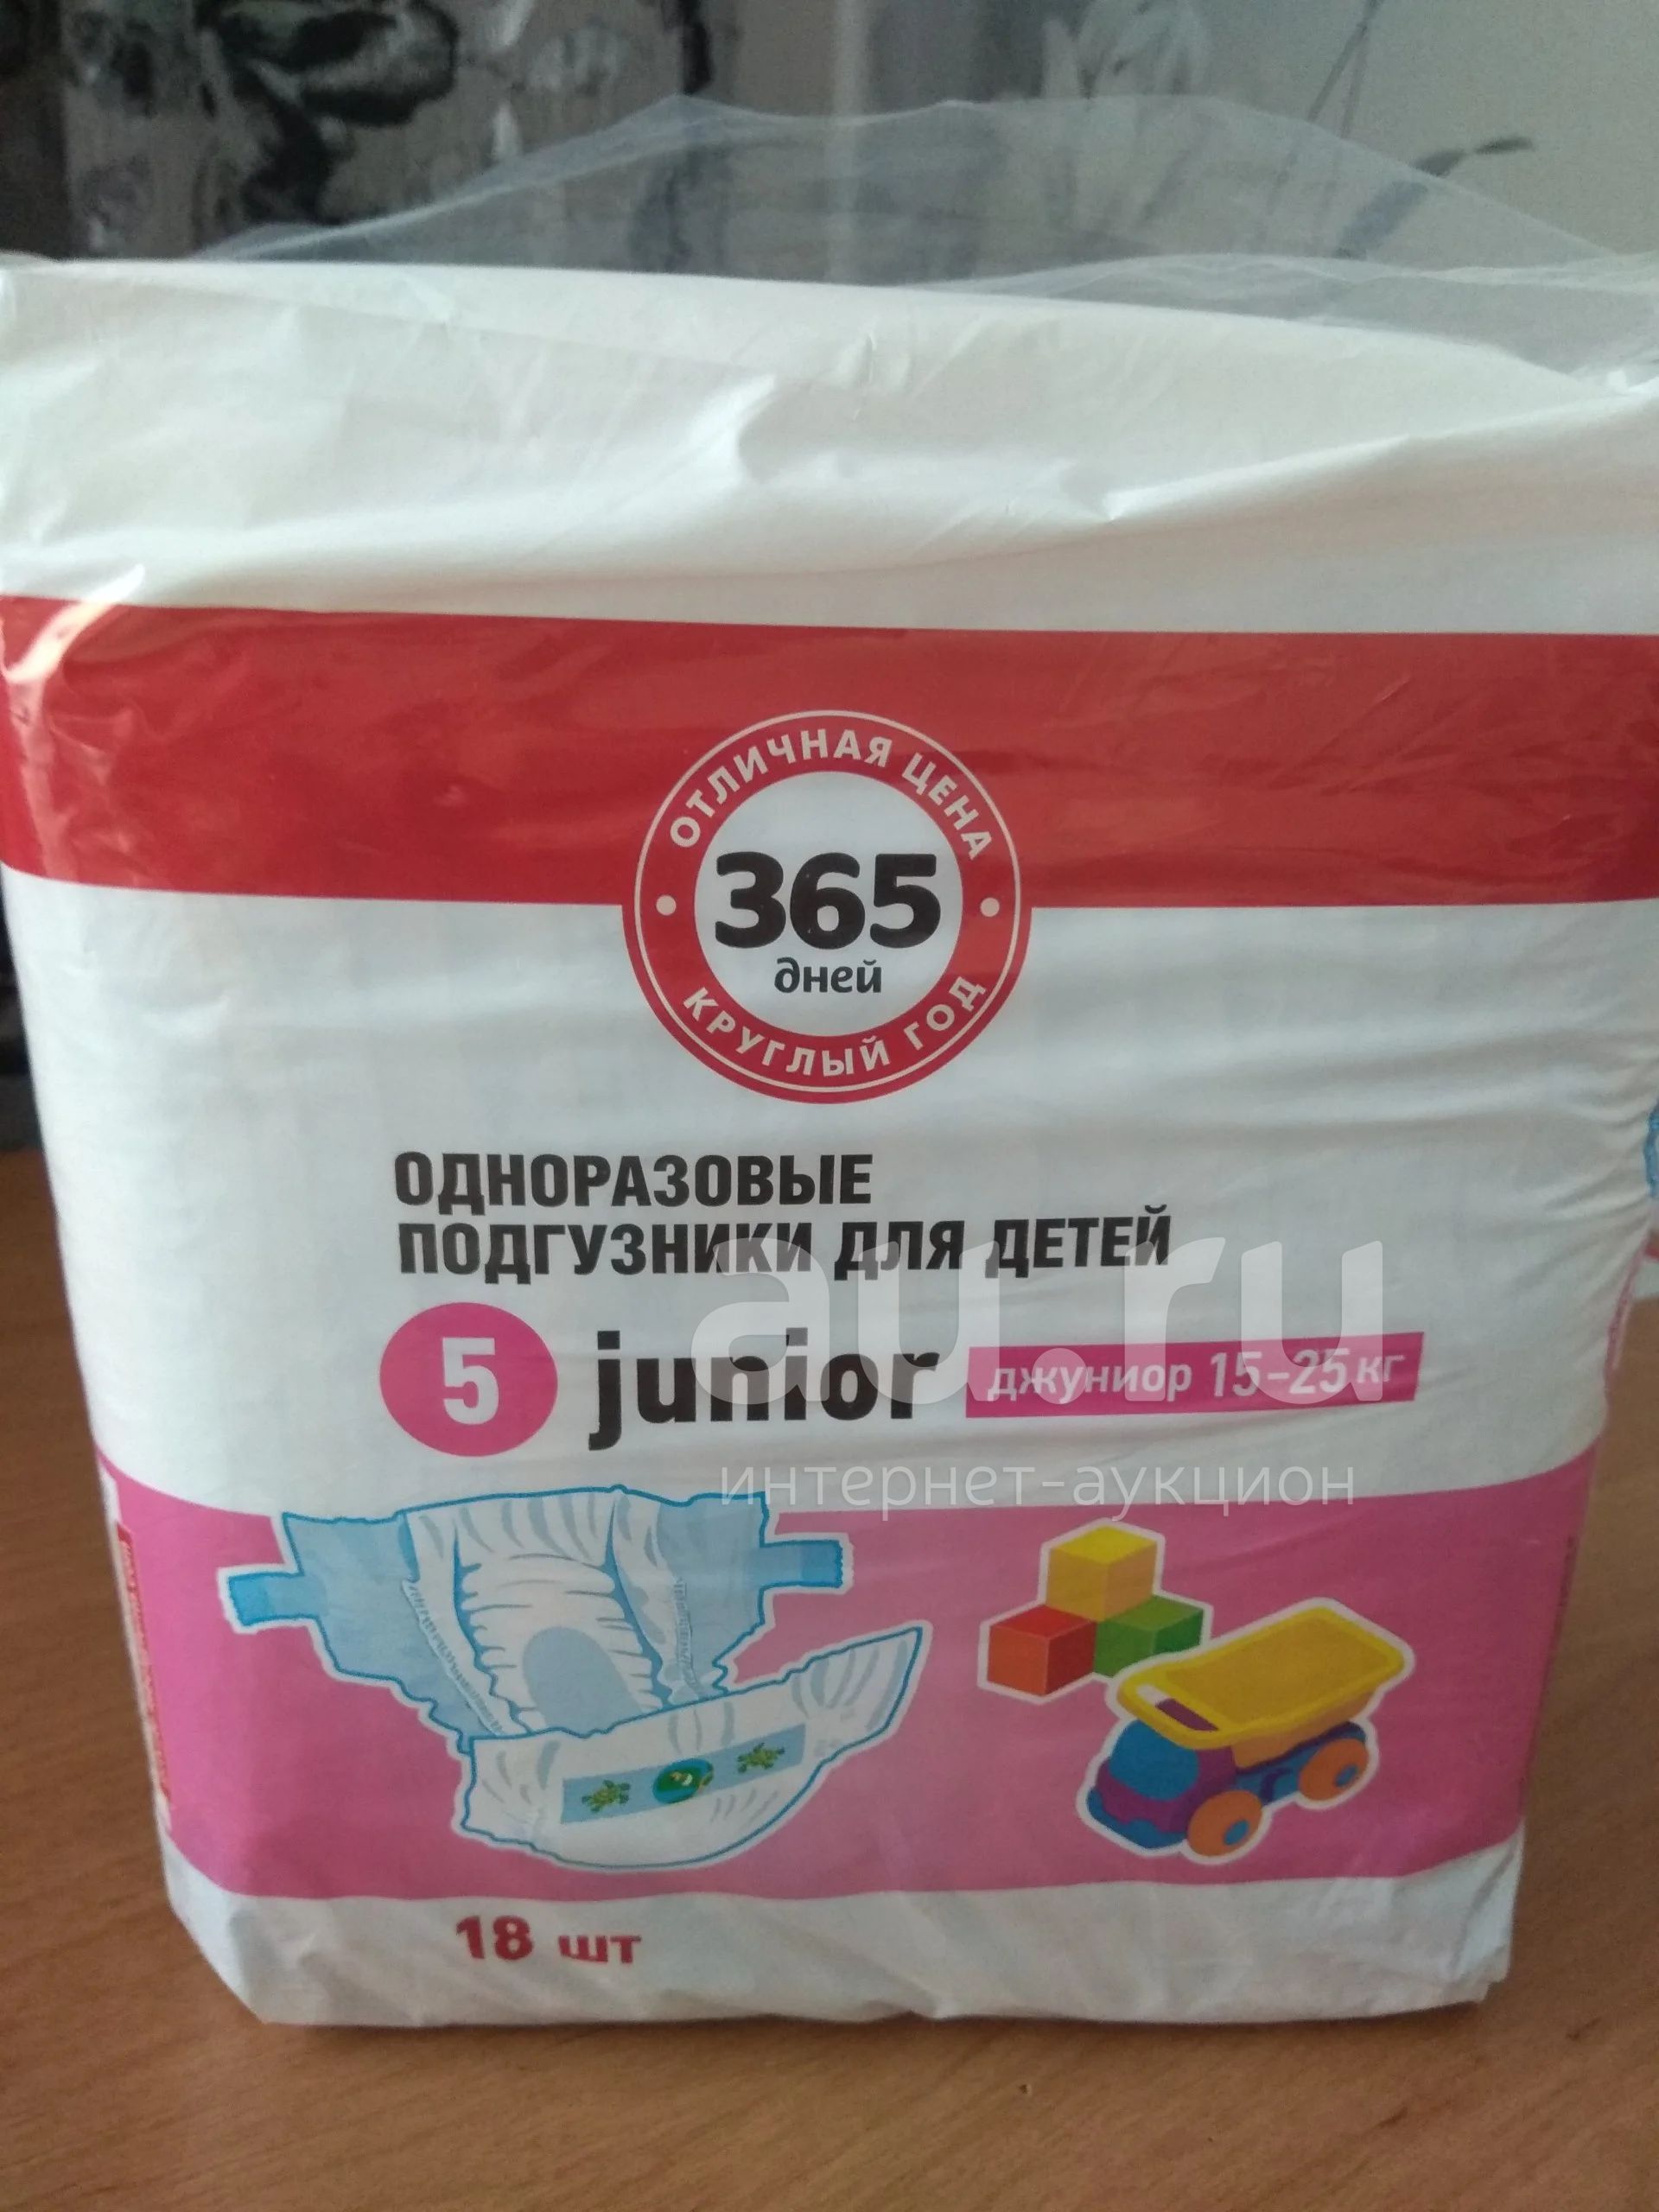 ОТЛИЧНАЯ ЦЕНА
365
дней
КРУГЛЫЙ ГОД
ОДНОРАЗОВЫЕ
ПОДГУЗНИКИ ДЛЯ ДЕТЕЙ
5 junior джуниор 15-25 кг
au.ru
интернет-аукцион
18 шт